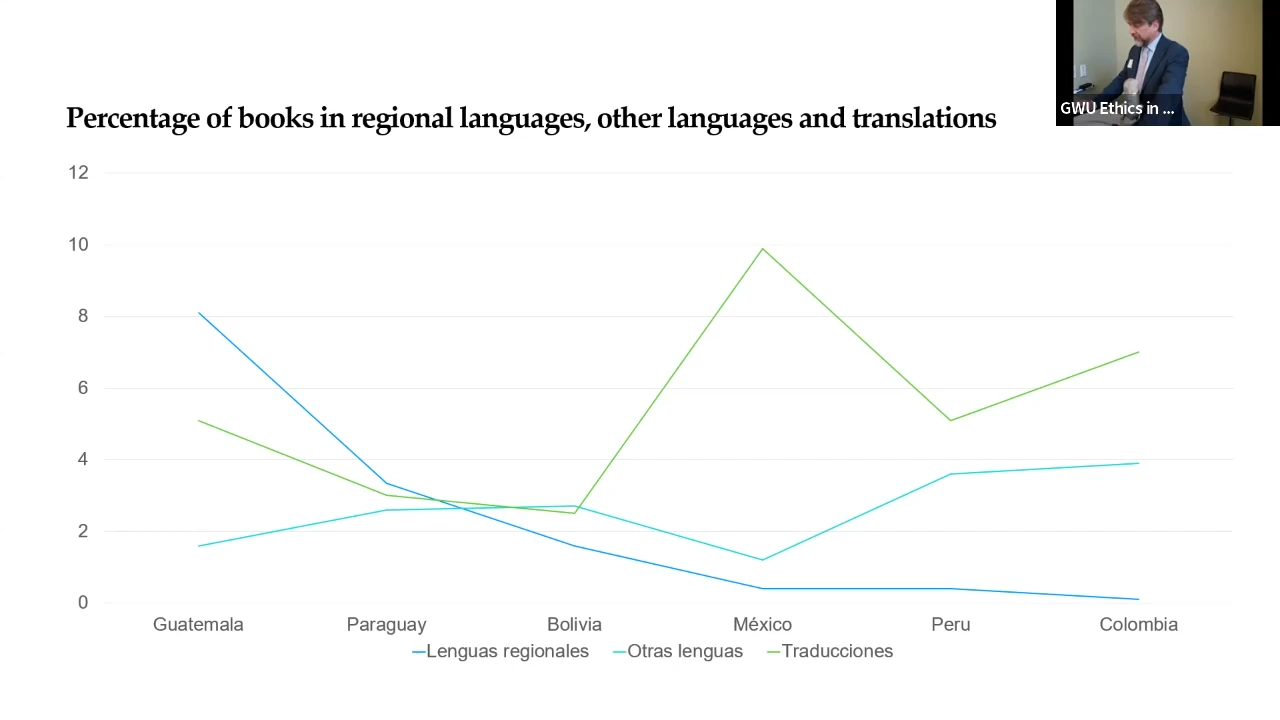 GWU Ethics in ...
Percentage of books in regional languages, other languages and translations
12
10
8
6
4
2
0
Guatemala Paraguay Bolivia México Peru Colombia
Lenguas regionales Otras lenguas Traducciones